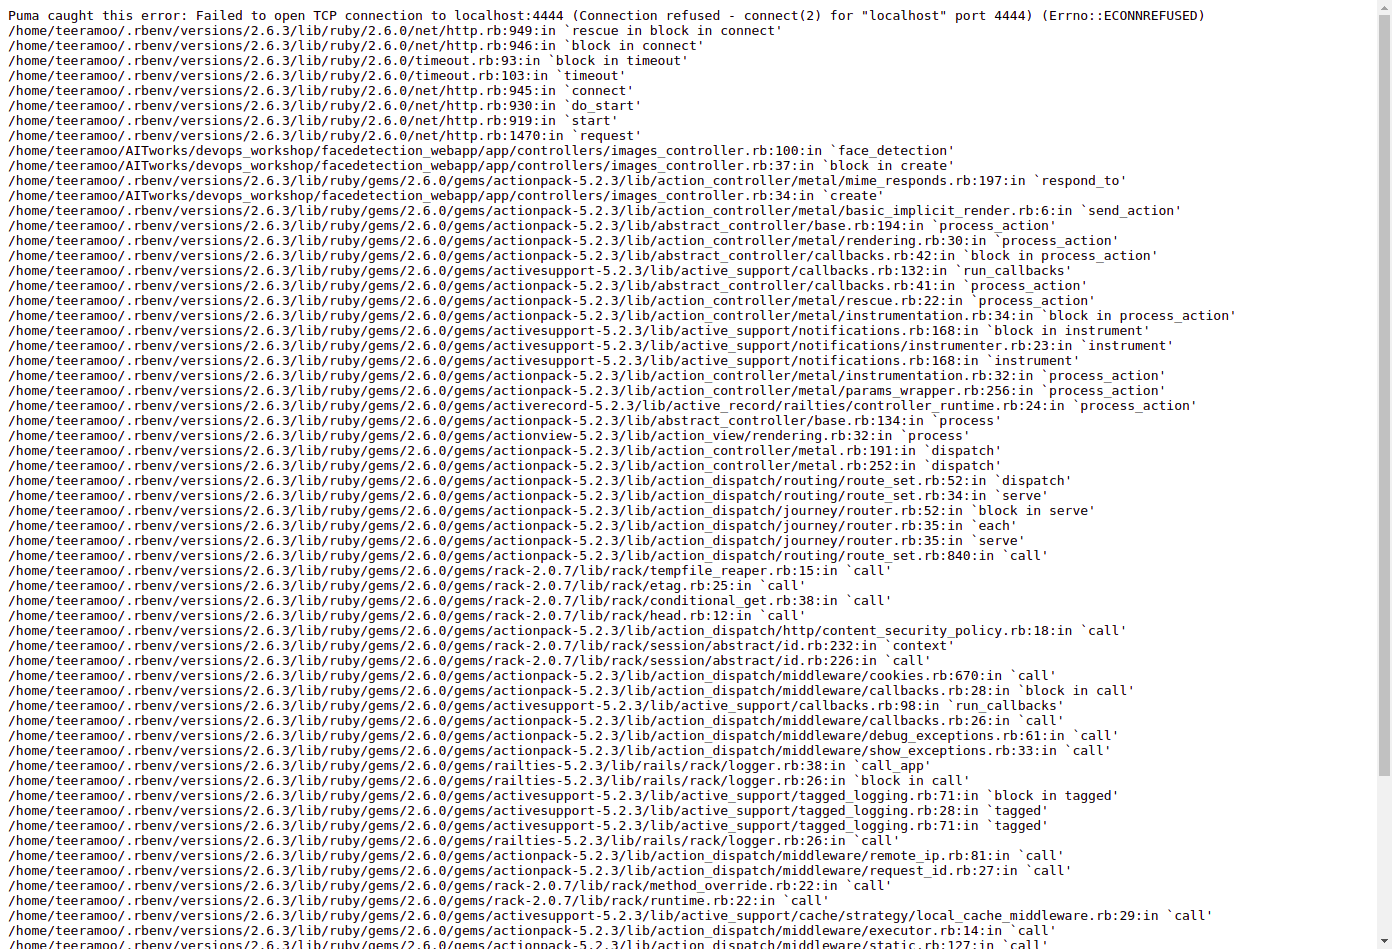 Puma caught this error: Failed to open TCP connection to localhost:4444 (Connection refused - connect(2) for "localhost" port 4444) (Errno::ECONNREFUSED)
/home/teeramoo/.rbenv/versions/2.6.3/lib/ruby/2.6.0/net/http.rb:949:in `rescue in block in connect'
/home/teeramoo/.rbenv/versions/2.6.3/lib/ruby/2.6.0/net/http.rb:946:in `block in connect'
/home/teeramoo/.rbenv/versions/2.6.3/lib/ruby/2.6.0/timeout.rb:93:in `block in timeout'
/home/teeramoo/.rbenv/versions/2.6.3/lib/ruby/2.6.0/timeout.rb:103:in `timeout'
/home/teeramoo/.rbenv/versions/2.6.3/lib/ruby/2.6.0/net/http.rb:945:in `connect'
/home/teeramoo/.rbenv/versions/2.6.3/lib/ruby/2.6.0/net/http.rb:930:in `do_start'
/home/teeramoo/.rbenv/versions/2.6.3/lib/ruby/2.6.0/net/http.rb:919:in `start'
/home/teeramoo/.rbenv/versions/2.6.3/lib/ruby/2.6.0/net/http.rb:1470:in `request'
/home/teeramoo/AITworks/devops_workshop/facedetection_webapp/app/controllers/images_controller.rb:100:in `face_detection'
/home/teeramoo/AITworks/devops_workshop/facedetection_webapp/app/controllers/images_controller.rb:37:in `block in create'
/home/teeramoo/.rbenv/versions/2.6.3/lib/ruby/gems/2.6.0/gems/actionpack-5.2.3/lib/action_controller/metal/mime_responds.rb:197:in `respond_to'
/home/teeramoo/AITworks/devops_workshop/facedetection_webapp/app/controllers/images_controller.rb:34:in `create'
/home/teeramoo/.rbenv/versions/2.6.3/lib/ruby/gems/2.6.0/gems/actionpack-5.2.3/lib/action_controller/metal/basic_implicit_render.rb:6:in `send_action'
/home/teeramoo/.rbenv/versions/2.6.3/lib/ruby/gems/2.6.0/gems/actionpack-5.2.3/lib/abstract_controller/base.rb:194:in `process_action'
/home/teeramoo/.rbenv/versions/2.6.3/lib/ruby/gems/2.6.0/gems/actionpack-5.2.3/lib/action_controller/metal/rendering.rb:30:in `process_action'
/home/teeramoo/.rbenv/versions/2.6.3/lib/ruby/gems/2.6.0/gems/actionpack-5.2.3/lib/abstract_controller/callbacks.rb:42:in `block in process_action'
/home/teeramoo/.rbenv/versions/2.6.3/lib/ruby/gems/2.6.0/gems/activesupport-5.2.3/lib/active_support/callbacks.rb:132:in `run_callbacks'
/home/teeramoo/.rbenv/versions/2.6.3/lib/ruby/gems/2.6.0/gems/actionpack-5.2.3/lib/abstract_controller/callbacks.rb:41:in `process_action'
/home/teeramoo/.rbenv/versions/2.6.3/lib/ruby/gems/2.6.0/gems/actionpack-5.2.3/lib/action_controller/metal/rescue.rb:22:in `process_action'
/home/teeramoo/.rbenv/versions/2.6.3/lib/ruby/gems/2.6.0/gems/actionpack-5.2.3/lib/action_controller/metal/instrumentation.rb:34:in `block in process_action'
/home/teeramoo/.rbenv/versions/2.6.3/lib/ruby/gems/2.6.0/gems/activesupport-5.2.3/lib/active_support/notifications.rb:168:in `block in instrument'
/home/teeramoo/.rbenv/versions/2.6.3/lib/ruby/gems/2.6.0/gems/activesupport-5.2.3/lib/active_support/notifications/instrumenter.rb:23:in `instrument'
/home/teeramoo/.rbenv/versions/2.6.3/lib/ruby/gems/2.6.0/gems/activesupport-5.2.3/lib/active_support/notifications.rb:168:in `instrument'
/home/teeramoo/.rbenv/versions/2.6.3/lib/ruby/gems/2.6.0/gems/actionpack-5.2.3/lib/action_controller/metal/instrumentation.rb:32:in `process_action'
/home/teeramoo/.rbenv/versions/2.6.3/lib/ruby/gems/2.6.0/gems/actionpack-5.2.3/lib/action_controller/metal/params_wrapper.rb:256:in `process_action'
/home/teeramoo/.rbenv/versions/2.6.3/lib/ruby/gems/2.6.0/gems/activerecord-5.2.3/lib/active_record/railties/controller_runtime.rb:24:in `process_action'
/home/teeramoo/.rbenv/versions/2.6.3/lib/ruby/gems/2.6.0/gems/actionpack-5.2.3/lib/abstract_controller/base.rb:134:in `process'
/home/teeramoo/.rbenv/versions/2.6.3/lib/ruby/gems/2.6.0/gems/actionview-5.2.3/lib/action_view/rendering.rb:32:in `process'
/home/teeramoo/.rbenv/versions/2.6.3/lib/ruby/gems/2.6.0/gems/actionpack-5.2.3/lib/action_controller/metal.rb:191:in `dispatch'
/home/teeramoo/.rbenv/versions/2.6.3/lib/ruby/gems/2.6.0/gems/actionpack-5.2.3/lib/action_controller/metal.rb:252:in `dispatch'
/home/teeramoo/.rbenv/versions/2.6.3/lib/ruby/gems/2.6.0/gems/actionpack-5.2.3/lib/action_dispatch/routing/route_set.rb:52:in `dispatch'
/home/teeramoo/.rbenv/versions/2.6.3/lib/ruby/gems/2.6.0/gems/actionpack-5.2.3/lib/action_dispatch/routing/route_set.rb:34:in `serve'
/home/teeramoo/.rbenv/versions/2.6.3/lib/ruby/gems/2.6.0/gems/actionpack-5.2.3/lib/action_dispatch/journey/router.rb:52:in `block in serve'
/home/teeramoo/.rbenv/versions/2.6.3/lib/ruby/gems/2.6.0/gems/actionpack-5.2.3/lib/action_dispatch/journey/router.rb:35:in `each'
/home/teeramoo/.rbenv/versions/2.6.3/lib/ruby/gems/2.6.0/gems/actionpack-5.2.3/lib/action_dispatch/journey/router.rb:35:in `serve'
/home/teeramoo/.rbenv/versions/2.6.3/lib/ruby/gems/2.6.0/gems/actionpack-5.2.3/lib/action_dispatch/routing/route_set.rb:840:in `call'
/home/teeramoo/.rbenv/versions/2.6.3/lib/ruby/gems/2.6.0/gems/rack-2.0.7/lib/rack/tempfile_reaper.rb:15:in `call'
/home/teeramoo/.rbenv/versions/2.6.3/lib/ruby/gems/2.6.0/gems/rack-2.0.7/lib/rack/etag.rb:25:in `call'
/home/teeramoo/.rbenv/versions/2.6.3/lib/ruby/gems/2.6.0/gems/rack-2.0.7/lib/rack/conditional_get.rb:38:in `call'
/home/teeramoo/.rbenv/versions/2.6.3/lib/ruby/gems/2.6.0/gems/rack-2.0.7/lib/rack/head.rb:12:in `call'
/home/teeramoo/.rbenv/versions/2.6.3/lib/ruby/gems/2.6.0/gems/actionpack-5.2.3/lib/action_dispatch/http/content_security_policy.rb:18:in `call'
/home/teeramoo/.rbenv/versions/2.6.3/lib/ruby/gems/2.6.0/gems/rack-2.0.7/lib/rack/session/abstract/id.rb:232:in `context'
/home/teeramoo/.rbenv/versions/2.6.3/lib/ruby/gems/2.6.0/gems/rack-2.0.7/lib/rack/session/abstract/id.rb:226:in `call'
/home/teeramoo/.rbenv/versions/2.6.3/lib/ruby/gems/2.6.0/gems/actionpack-5.2.3/lib/action_dispatch/middleware/cookies.rb:670:in `call'
/home/teeramoo/.rbenv/versions/2.6.3/lib/ruby/gems/2.6.0/gems/actionpack-5.2.3/lib/action_dispatch/middleware/callbacks.rb:28:in `block in call'
/home/teeramoo/.rbenv/versions/2.6.3/lib/ruby/gems/2.6.0/gems/activesupport-5.2.3/lib/active_support/callbacks.rb:98:in `run_callbacks'
/home/teeramoo/.rbenv/versions/2.6.3/lib/ruby/gems/2.6.0/gems/actionpack-5.2.3/lib/action_dispatch/middleware/callbacks.rb:26:in `call'
/home/teeramoo/.rbenv/versions/2.6.3/lib/ruby/gems/2.6.0/gems/actionpack-5.2.3/lib/action_dispatch/middleware/debug_exceptions.rb:61:in `call'
/home/teeramoo/.rbenv/versions/2.6.3/lib/ruby/gems/2.6.0/gems/actionpack-5.2.3/lib/action_dispatch/middleware/show_exceptions.rb:33:in `call'
/home/teeramoo/.rbenv/versions/2.6.3/lib/ruby/gems/2.6.0/gems/railties-5.2.3/lib/rails/rack/logger.rb:38:in `call_app'
/home/teeramoo/.rbenv/versions/2.6.3/lib/ruby/gems/2.6.0/gems/railties-5.2.3/lib/rails/rack/logger.rb:26:in `block in call'
/home/teeramoo/.rbenv/versions/2.6.3/lib/ruby/gems/2.6.0/gems/activesupport-5.2.3/lib/active_support/tagged_logging.rb:71:in `block in tagged'
/home/teeramoo/.rbenv/versions/2.6.3/lib/ruby/gems/2.6.0/gems/activesupport-5.2.3/lib/active_support/tagged_logging.rb:28:in `tagged'
/home/teeramoo/.rbenv/versions/2.6.3/lib/ruby/gems/2.6.0/gems/activesupport-5.2.3/lib/active_support/tagged_logging.rb:71:in `tagged'
/home/teeramoo/.rbenv/versions/2.6.3/lib/ruby/gems/2.6.0/gems/railties-5.2.3/lib/rails/rack/logger.rb:26:in `call'
/home/teeramoo/.rbenv/versions/2.6.3/lib/ruby/gems/2.6.0/gems/actionpack-5.2.3/lib/action_dispatch/middleware/remote_ip.rb:81:in `call'
/home/teeramoo/.rbenv/versions/2.6.3/lib/ruby/gems/2.6.0/gems/actionpack-5.2.3/lib/action_dispatch/middleware/request_id.rb:27:in `call'
/home/teeramoo/.rbenv/versions/2.6.3/lib/ruby/gems/2.6.0/gems/rack-2.0.7/lib/rack/method_override.rb:22:in `call'
/home/teeramoo/.rbenv/versions/2.6.3/lib/ruby/gems/2.6.0/gems/rack-2.0.7/lib/rack/runtime.rb:22:in `call'
/home/teeramoo/.rbenv/versions/2.6.3/lib/ruby/gems/2.6.0/gems/activesupport-5.2.3/lib/active_support/cache/strategy/local_cache_middleware.rb:29:in `call'
/home/teeramoo/.rbenv/versions/2.6.3/lib/ruby/gems/2.6.0/gems/actionpack-5.2.3/lib/action_dispatch/middleware/executor.rb:14:in `call'
/home/teeramoo/.rbenv/versions/2.6.3/lib/ruby/gems/2.6.0/gems/actionpack-5.2.3/lib/action_dispatch/middleware/static.rb:127:in `call'